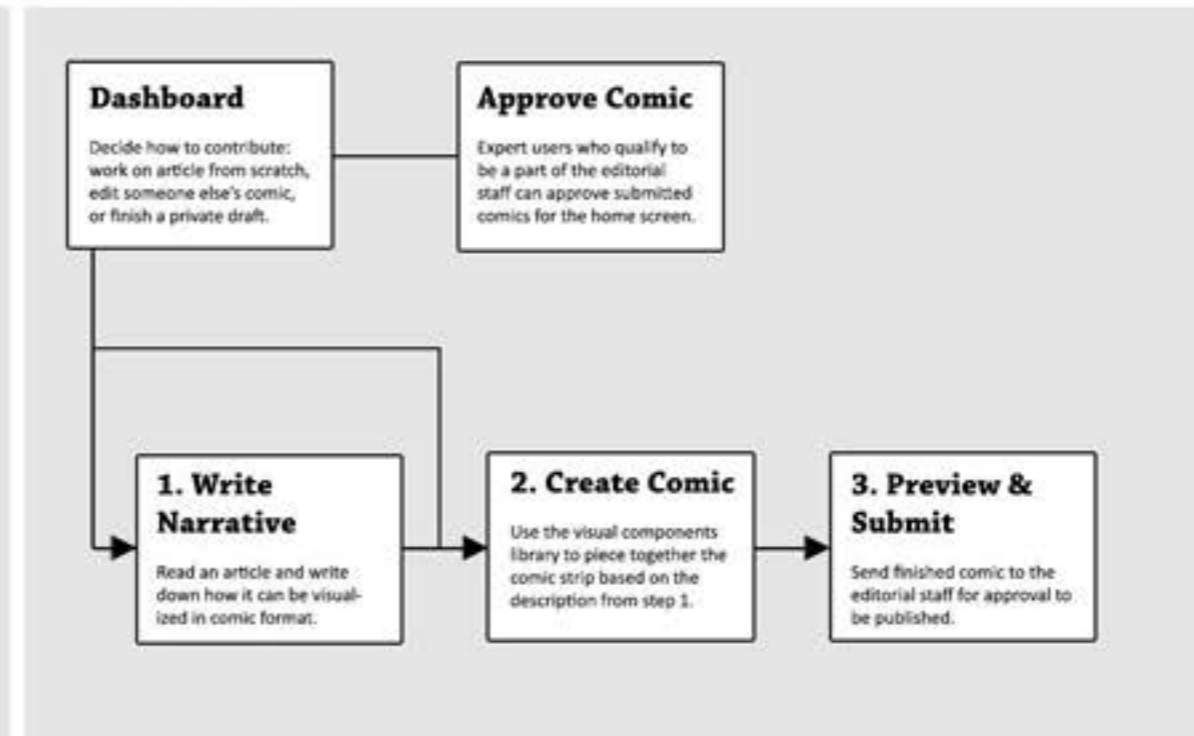 Dashboard
Decide how to contribute:
work on article from scratch,
edit someone else's comic,
or finish a private draft.
Approve Comic
Expert users who qualify to
be a part of the editorial
staff can approve submitted
comics for the home screen.
1. Write
Narrative
Read an article and write
down how it can be visual-
ized in comic format.
2. Create Comic
Use the visual components
library to piece together the
comic strip based on the
description from step 1.
3. Preview &
Submit
Send finished comic to the
editorial staff for approval to
be published.